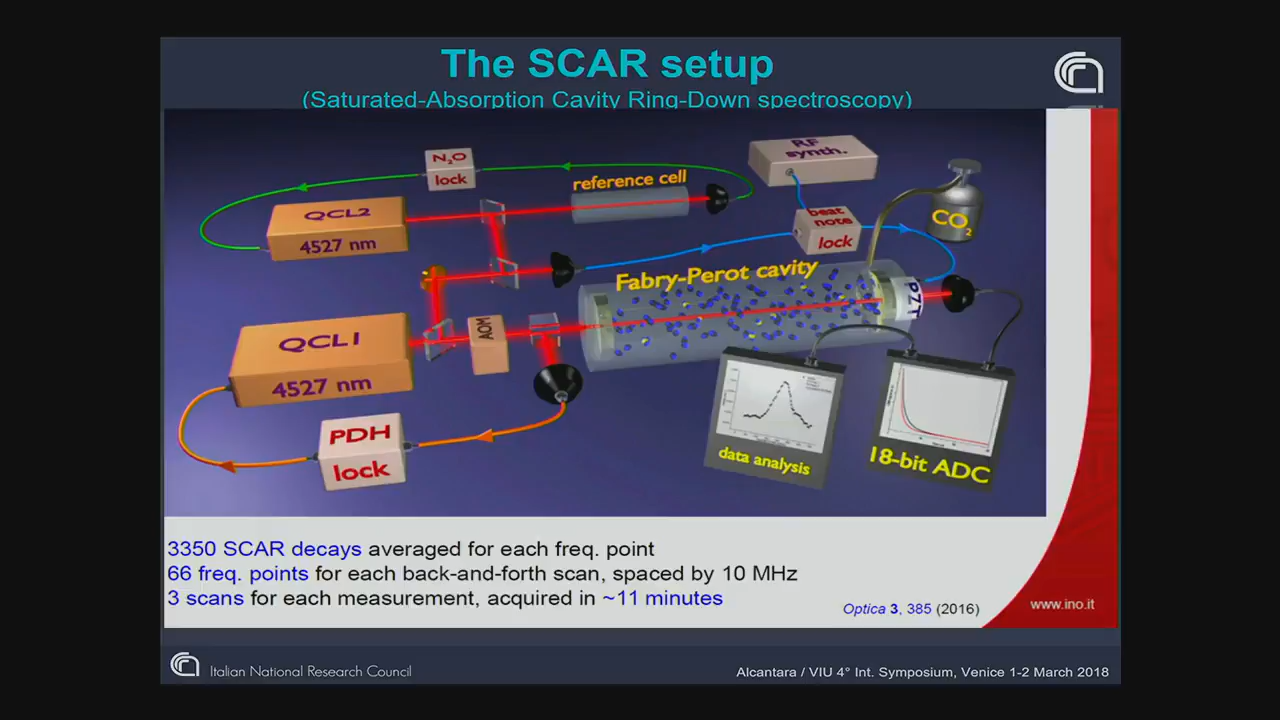 The SCAR setup
(Saturated-Absorption Cavity Ring-Down spectroscopy)
N2O
lock
RF
synth.
reference cell
QCL2
4527 nm
beat
note
lock
CO2
Fabry-Perot cavity
PZT
AOM
QCL1
4527 nm
PDH
lock
data analysis
18-bit ADC
3350 SCAR decays averaged for each freq. point
66 freq. points for each back-and-forth scan, spaced by 10 MHz
3 scans for each measurement, acquired in ~11 minutes
Optica 3, 385 (2016)
www.ino.it
Italian National Research Council
Alcantara / VIU 4° Int. Symposium, Venice 1-2 March 2018